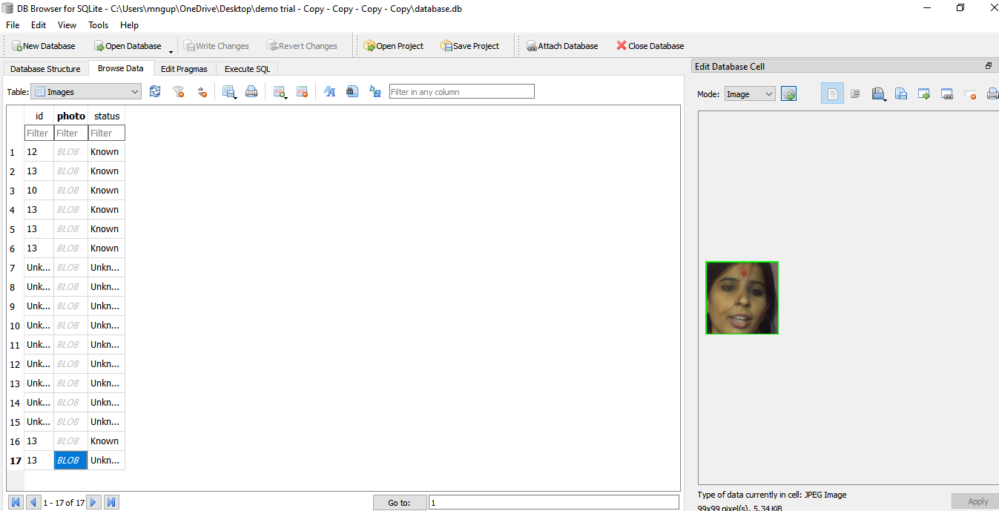 DB Browser for SQLite - C:\Users\mngup\OneDrive\Desktop\demo trial - Copy - Copy - Copy - Copy\database.db
File Edit View Tools Help
New Database Open Database Write Changes Revert Changes Open Project Save Project Attach Database Close Database
Database Structure Browse Data Edit Pragmas Execute SQL
Edit Database Cell
Table: Images Filter in any column
Mode: Image
id photo status
Filter Filter Filter
1 12 BLOB Known
2 13 BLOB Known
3 10 BLOB Known
4 13 BLOB Known
5 13 BLOB Known
6 13 BLOB Known
7 Unk... BLOB Unkn...
8 Unk... BLOB Unkn...
9 Unk... BLOB Unkn...
10 Unk... BLOB Unkn...
11 Unk... BLOB Unkn...
12 Unk... BLOB Unkn...
13 Unk... BLOB Unkn...
14 Unk... BLOB Unkn...
15 Unk... BLOB Unkn...
16 13 BLOB Known
17 13 BLOB Unkn...
1 - 17 of 17 Go to: 1
Type of data currently in cell: JPEG Image
99x99 pixel(s), 5.34 KiB
Apply